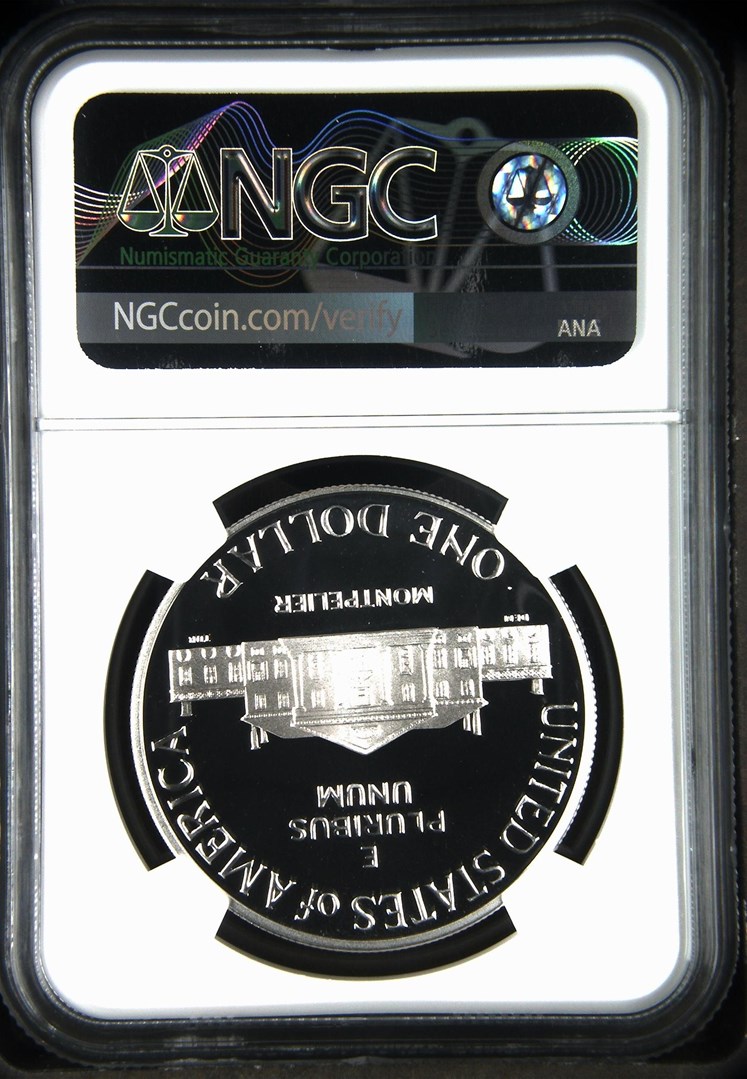 NGC
Numismatic Guaranty Corporation
NGCcoin.com/verify
ANA
UNITED STATES of AMERICA
E
PLURIBUS
UNUM
MONTPELIER
ONE DOLLAR